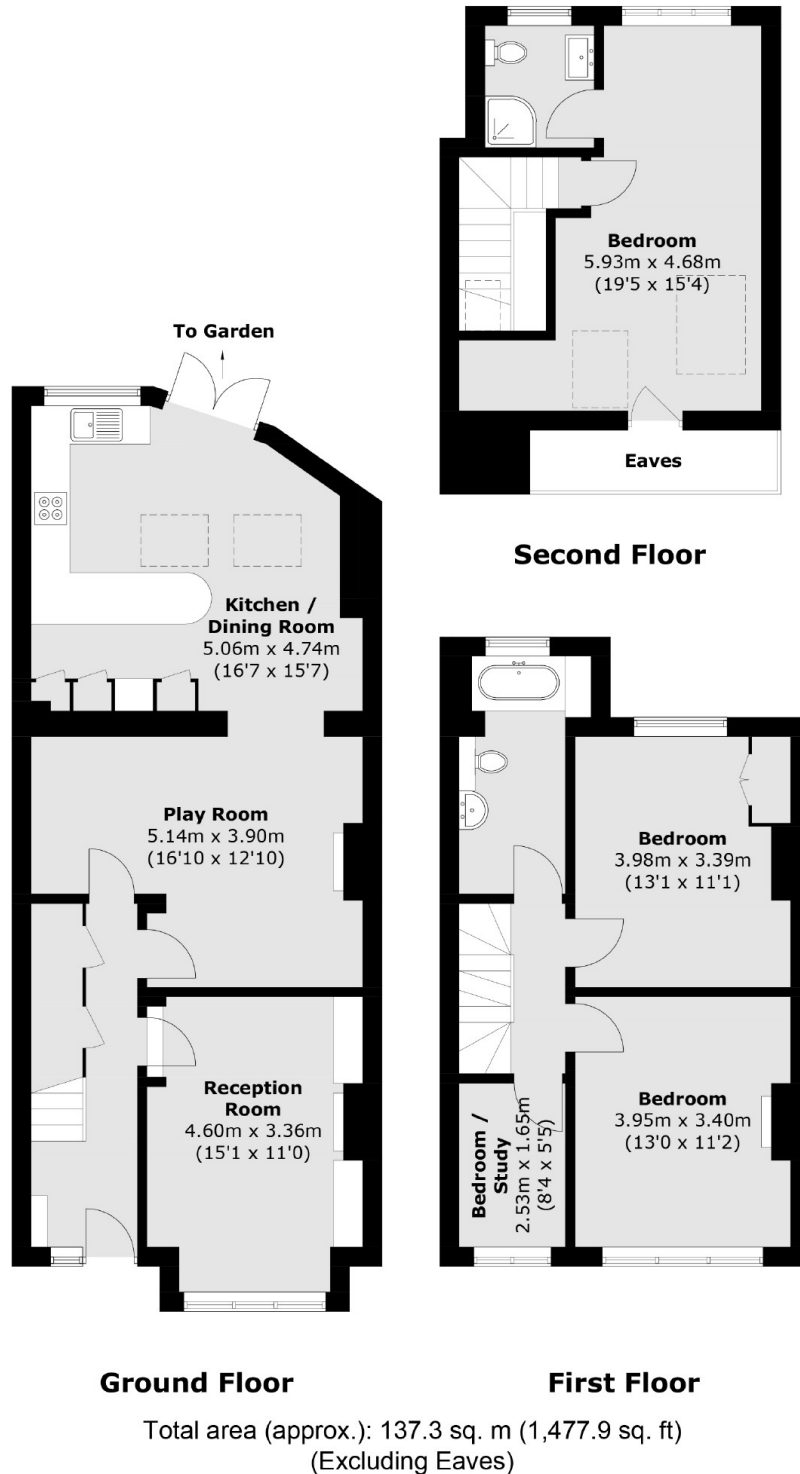 Bedroom
5.93m x 4.68m
(19'5 x 15'4)
Eaves
Second Floor
To Garden
Kitchen /
Dining Room
5.06m x 4.74m
(16'7 x 15'7)
Play Room
5.14m x 3.90m
(16'10 x 12'10)
Reception
Room
4.60m x 3.36m
(15'1 x 11'0)
Ground Floor
Bedroom
3.98m x 3.39m
(13'1 x 11'1)
Bedroom
3.95m x 3.40m
(13'0 x 11'2)
Bedroom /
Study
2.53m x 1.65m
(8'4 x 5'5)
First Floor
Total area (approx.): 137.3 sq. m (1,477.9 sq. ft)
(Excluding Eaves)